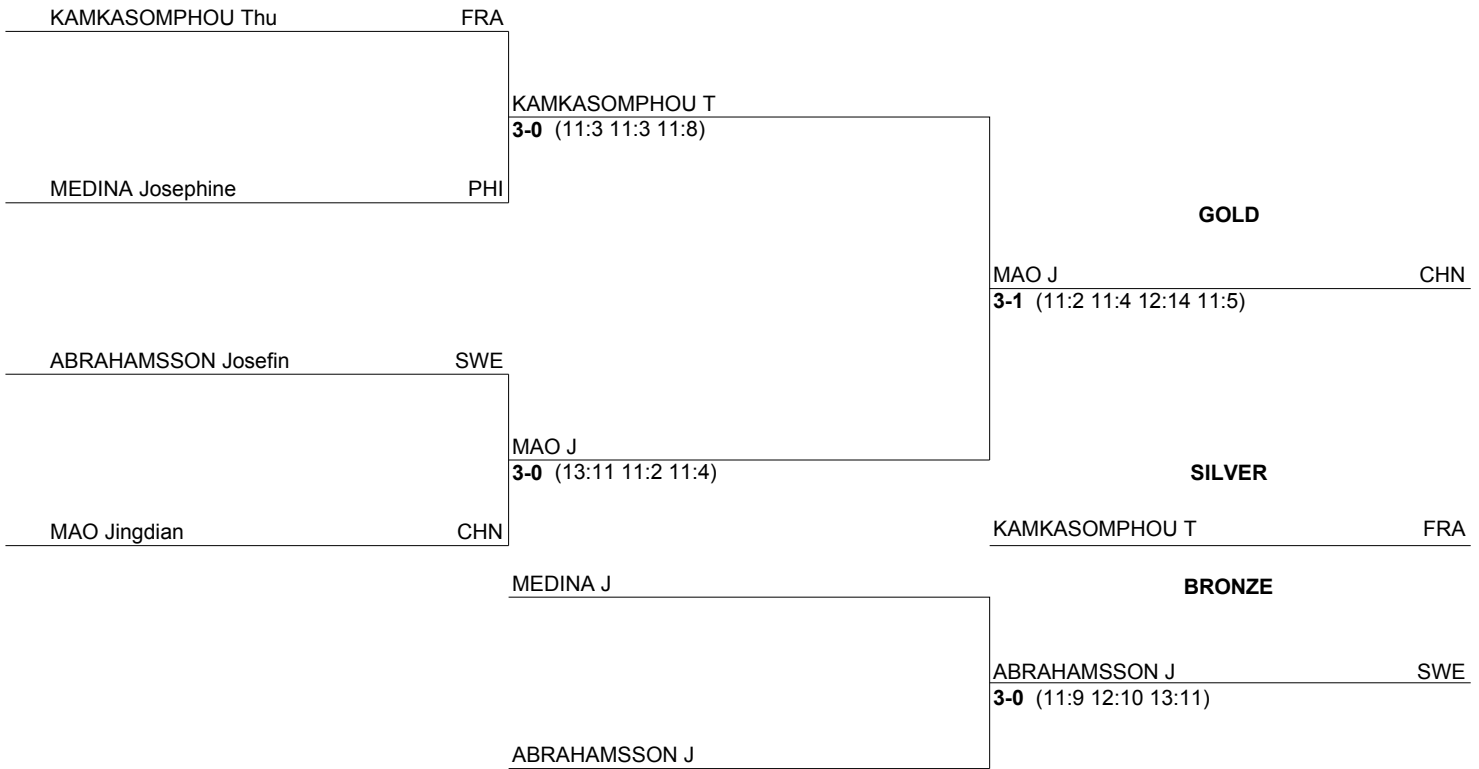 KAMKASOMPHOU Thu FRA
KAMKASOMPHOU T
3-0 (11:3 11:3 11:8)
MEDINA Josephine PHI
GOLD
MAO J CHN
3-1 (11:2 11:4 12:14 11:5)
ABRAHAMSSON Josefin SWE
MAO J
3-0 (13:11 11:2 11:4)
SILVER
MAO Jingdian CHN
KAMKASOMPHOU T FRA
MEDINA J
BRONZE
ABRAHAMSSON J SWE
3-0 (11:9 12:10 13:11)
ABRAHAMSSON J